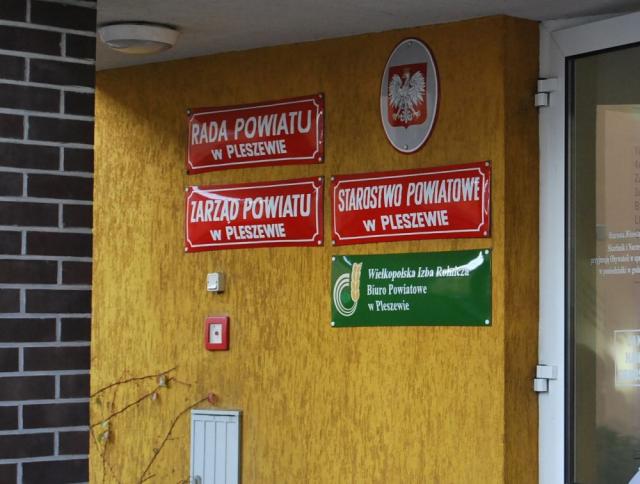 RADA POWIATU
W PLESZEWIE
ZARZĄD POWIATU
W PLESZEWIE
STAROSTWO POWIATOWE
W PLESZEWIE
Wielkopolska Izba Rolnicza
Biuro Powiatowe
w Pleszewie